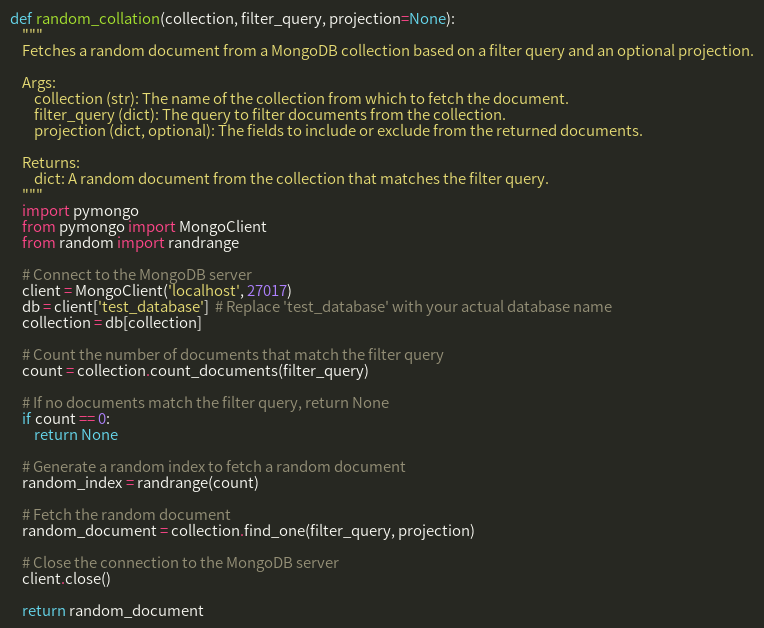 def random_collation(collection, filter_query, projection=None):
"""
Fetches a random document from a MongoDB collection based on a filter query and an optional projection.
Args:
collection (str): The name of the collection from which to fetch the document.
filter_query (dict): The query to filter documents from the collection.
projection (dict, optional): The fields to include or exclude from the returned documents.
Returns:
dict: A random document from the collection that matches the filter query.
"""
import pymongo
from pymongo import MongoClient
from random import randrange
# Connect to the MongoDB server
client = MongoClient('localhost', 27017)
db = client['test_database'] # Replace 'test_database' with your actual database name
collection = db[collection]
# Count the number of documents that match the filter query
count = collection.count_documents(filter_query)
# If no documents match the filter query, return None
if count == 0:
return None
# Generate a random index to fetch a random document
random_index = randrange(count)
# Fetch the random document
random_document = collection.find_one(filter_query, projection)
# Close the connection to the MongoDB server
client.close()
return random_document